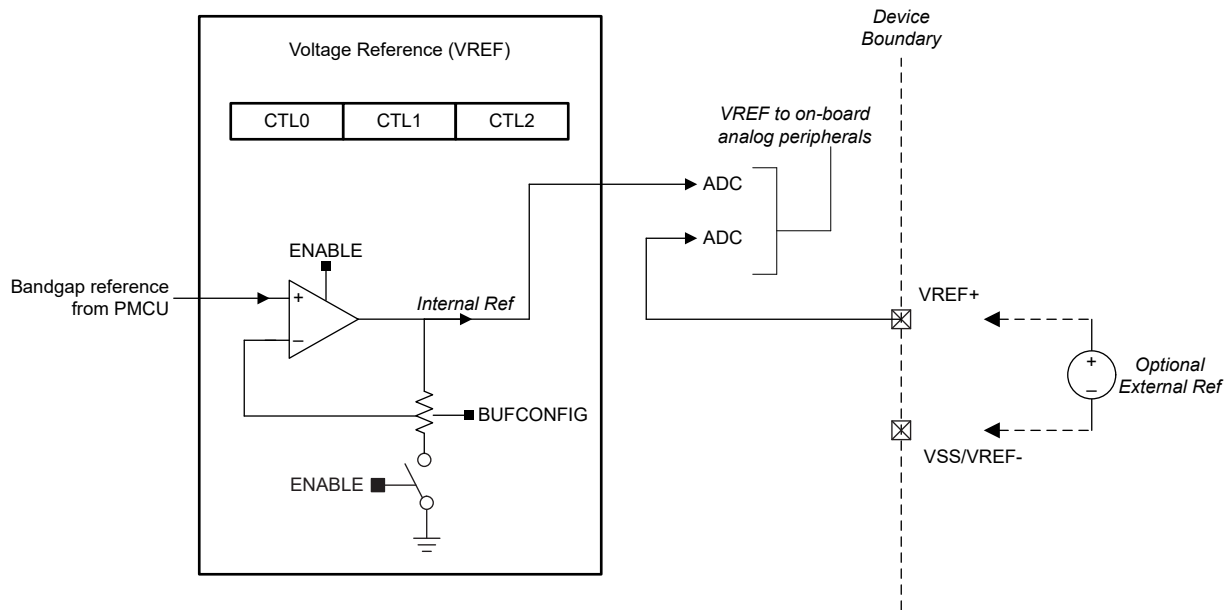 Device
Boundary
Voltage Reference (VREF)
CTL0 CTL1 CTL2
VREF to on-board
analog peripherals
ADC
ADC
ENABLE
Bandgap reference
from PMCU
+
−
Internal Ref
VREF+
BUFCONFIG
+
−
Optional
External Ref
VSS/VREF-
ENABLE